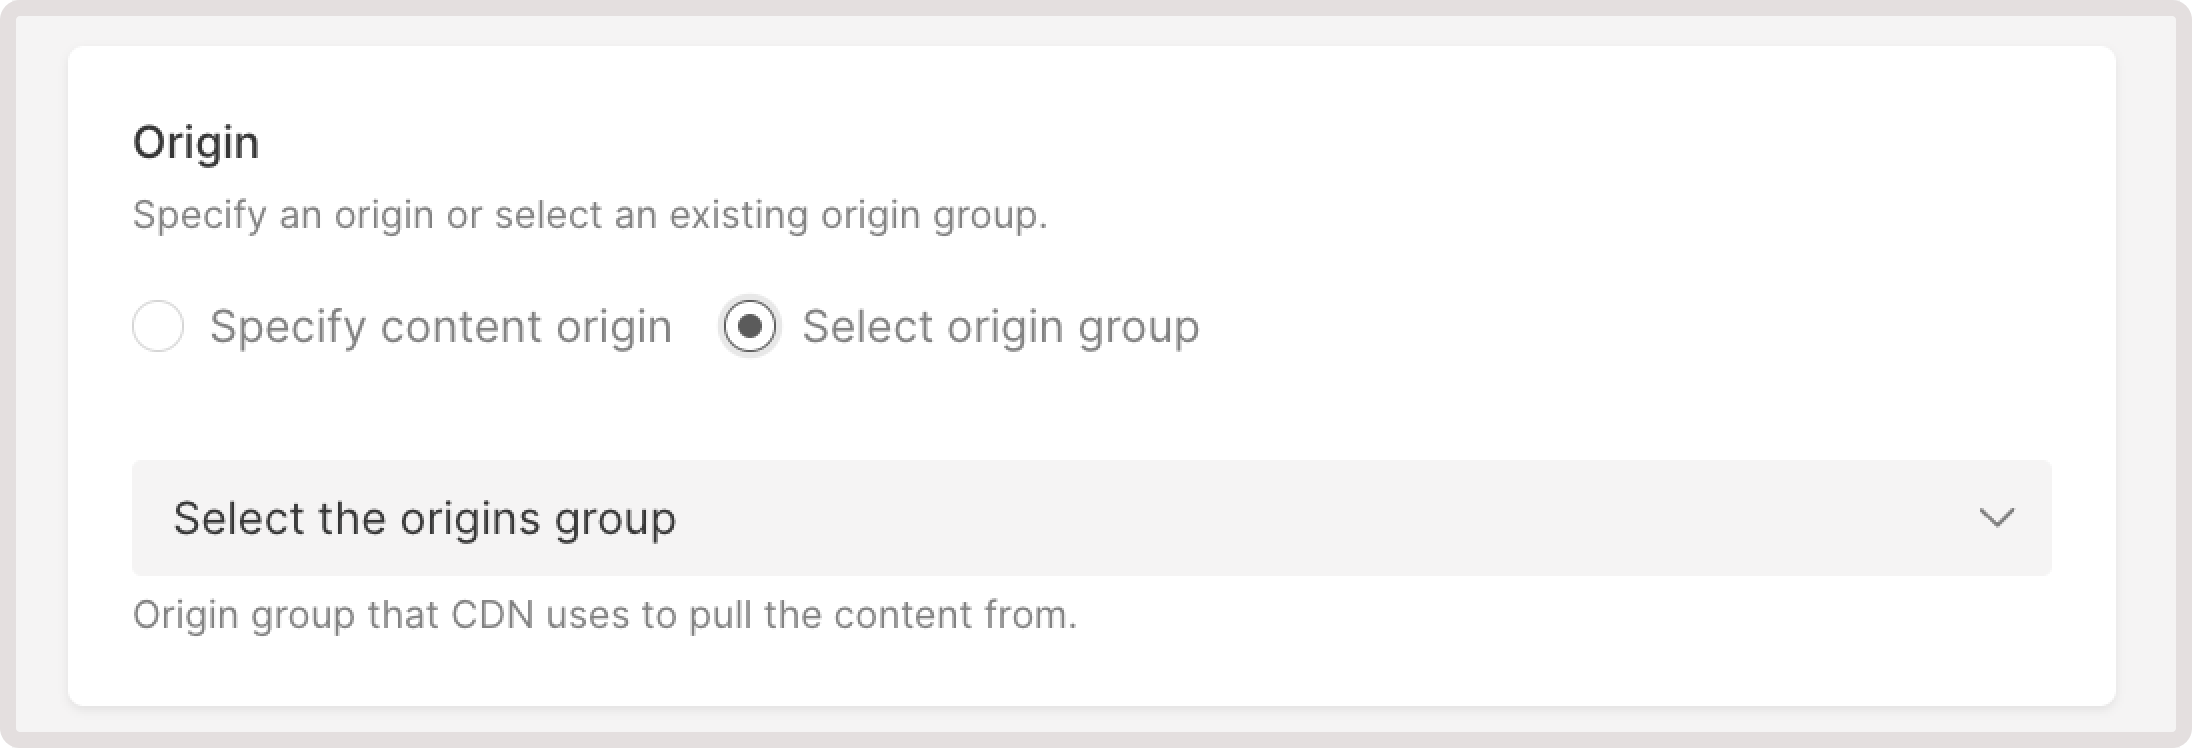 Origin
Specify an origin or select an existing origin group.
Specify content origin Select origin group
Select the origins group
Origin group that CDN uses to pull the content from.